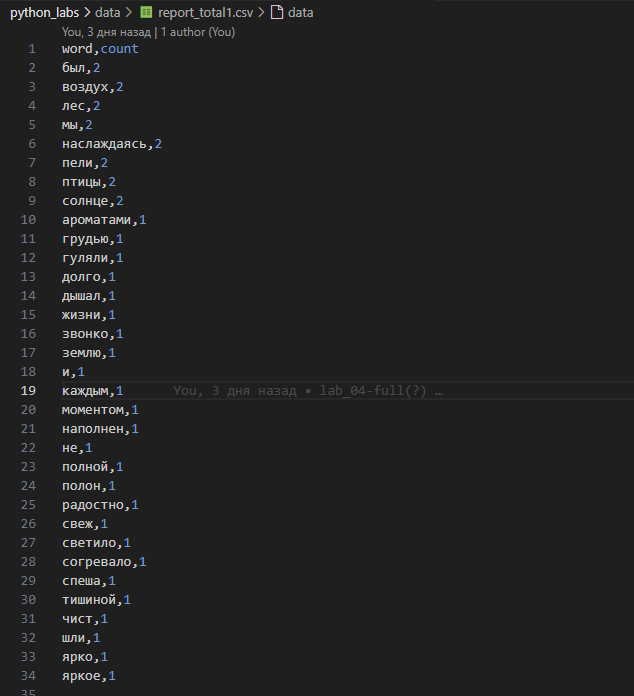 python_labs > data > report_total1.csv > data
You, 3 дня назад | 1 author (You)
1 word,count
2 был,2
3 воздух,2
4 лес,2
5 мы,2
6 наслаждаясь,2
7 пели,2
8 птицы,2
9 солнце,2
10 ароматами,1
11 грудью,1
12 гуляли,1
13 долго,1
14 дышал,1
15 жизни,1
16 звонко,1
17 землю,1
18 и,1
19 каждым,1 You, 3 дня назад • lab_04-full(?) …
20 моментом,1
21 наполнен,1
22 не,1
23 полной,1
24 полон,1
25 радостно,1
26 свеж,1
27 светило,1
28 согревало,1
29 спеша,1
30 тишиной,1
31 чист,1
32 шли,1
33 ярко,1
34 яркое,1
35